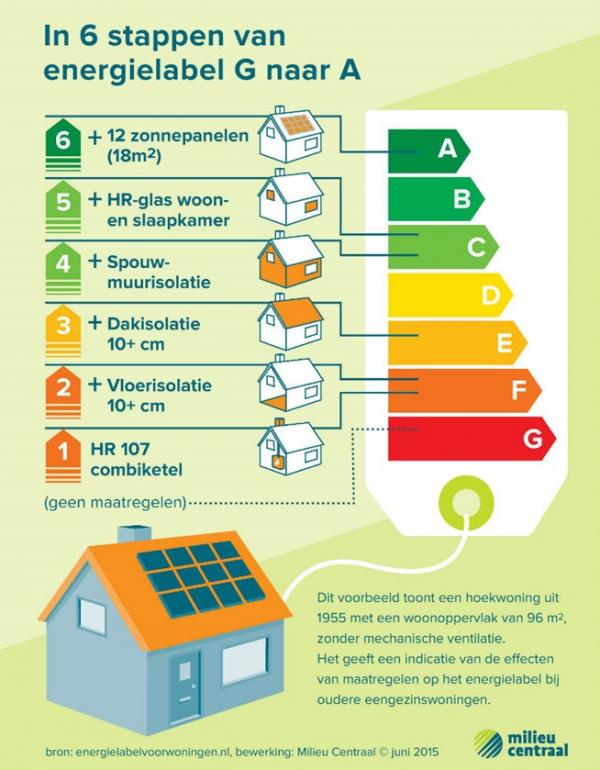 In 6 stappen van
energielabel G naar A
6 + 12 zonnepanelen
(18m²)
5 + HR-glas woon-
en slaapkamer
4 + Spouw-
muurisolatie
3 + Dakisolatie
10+ cm
2 + Vloerisolatie
10+ cm
1 HR 107
combiketel
(geen maatregelen)
A
B
C
D
E
F
G
Dit voorbeeld toont een hoekwoning uit
1955 met een woonoppervlak van 96 m²,
zonder mechanische ventilatie.
Het geeft een indicatie van de effecten
van maatregelen op het energielabel bij
oudere eengezinswoningen.
bron: energielabelvoorwoningen.nl, bewerking: Milieu Centraal © juni 2015
milieu
centraal